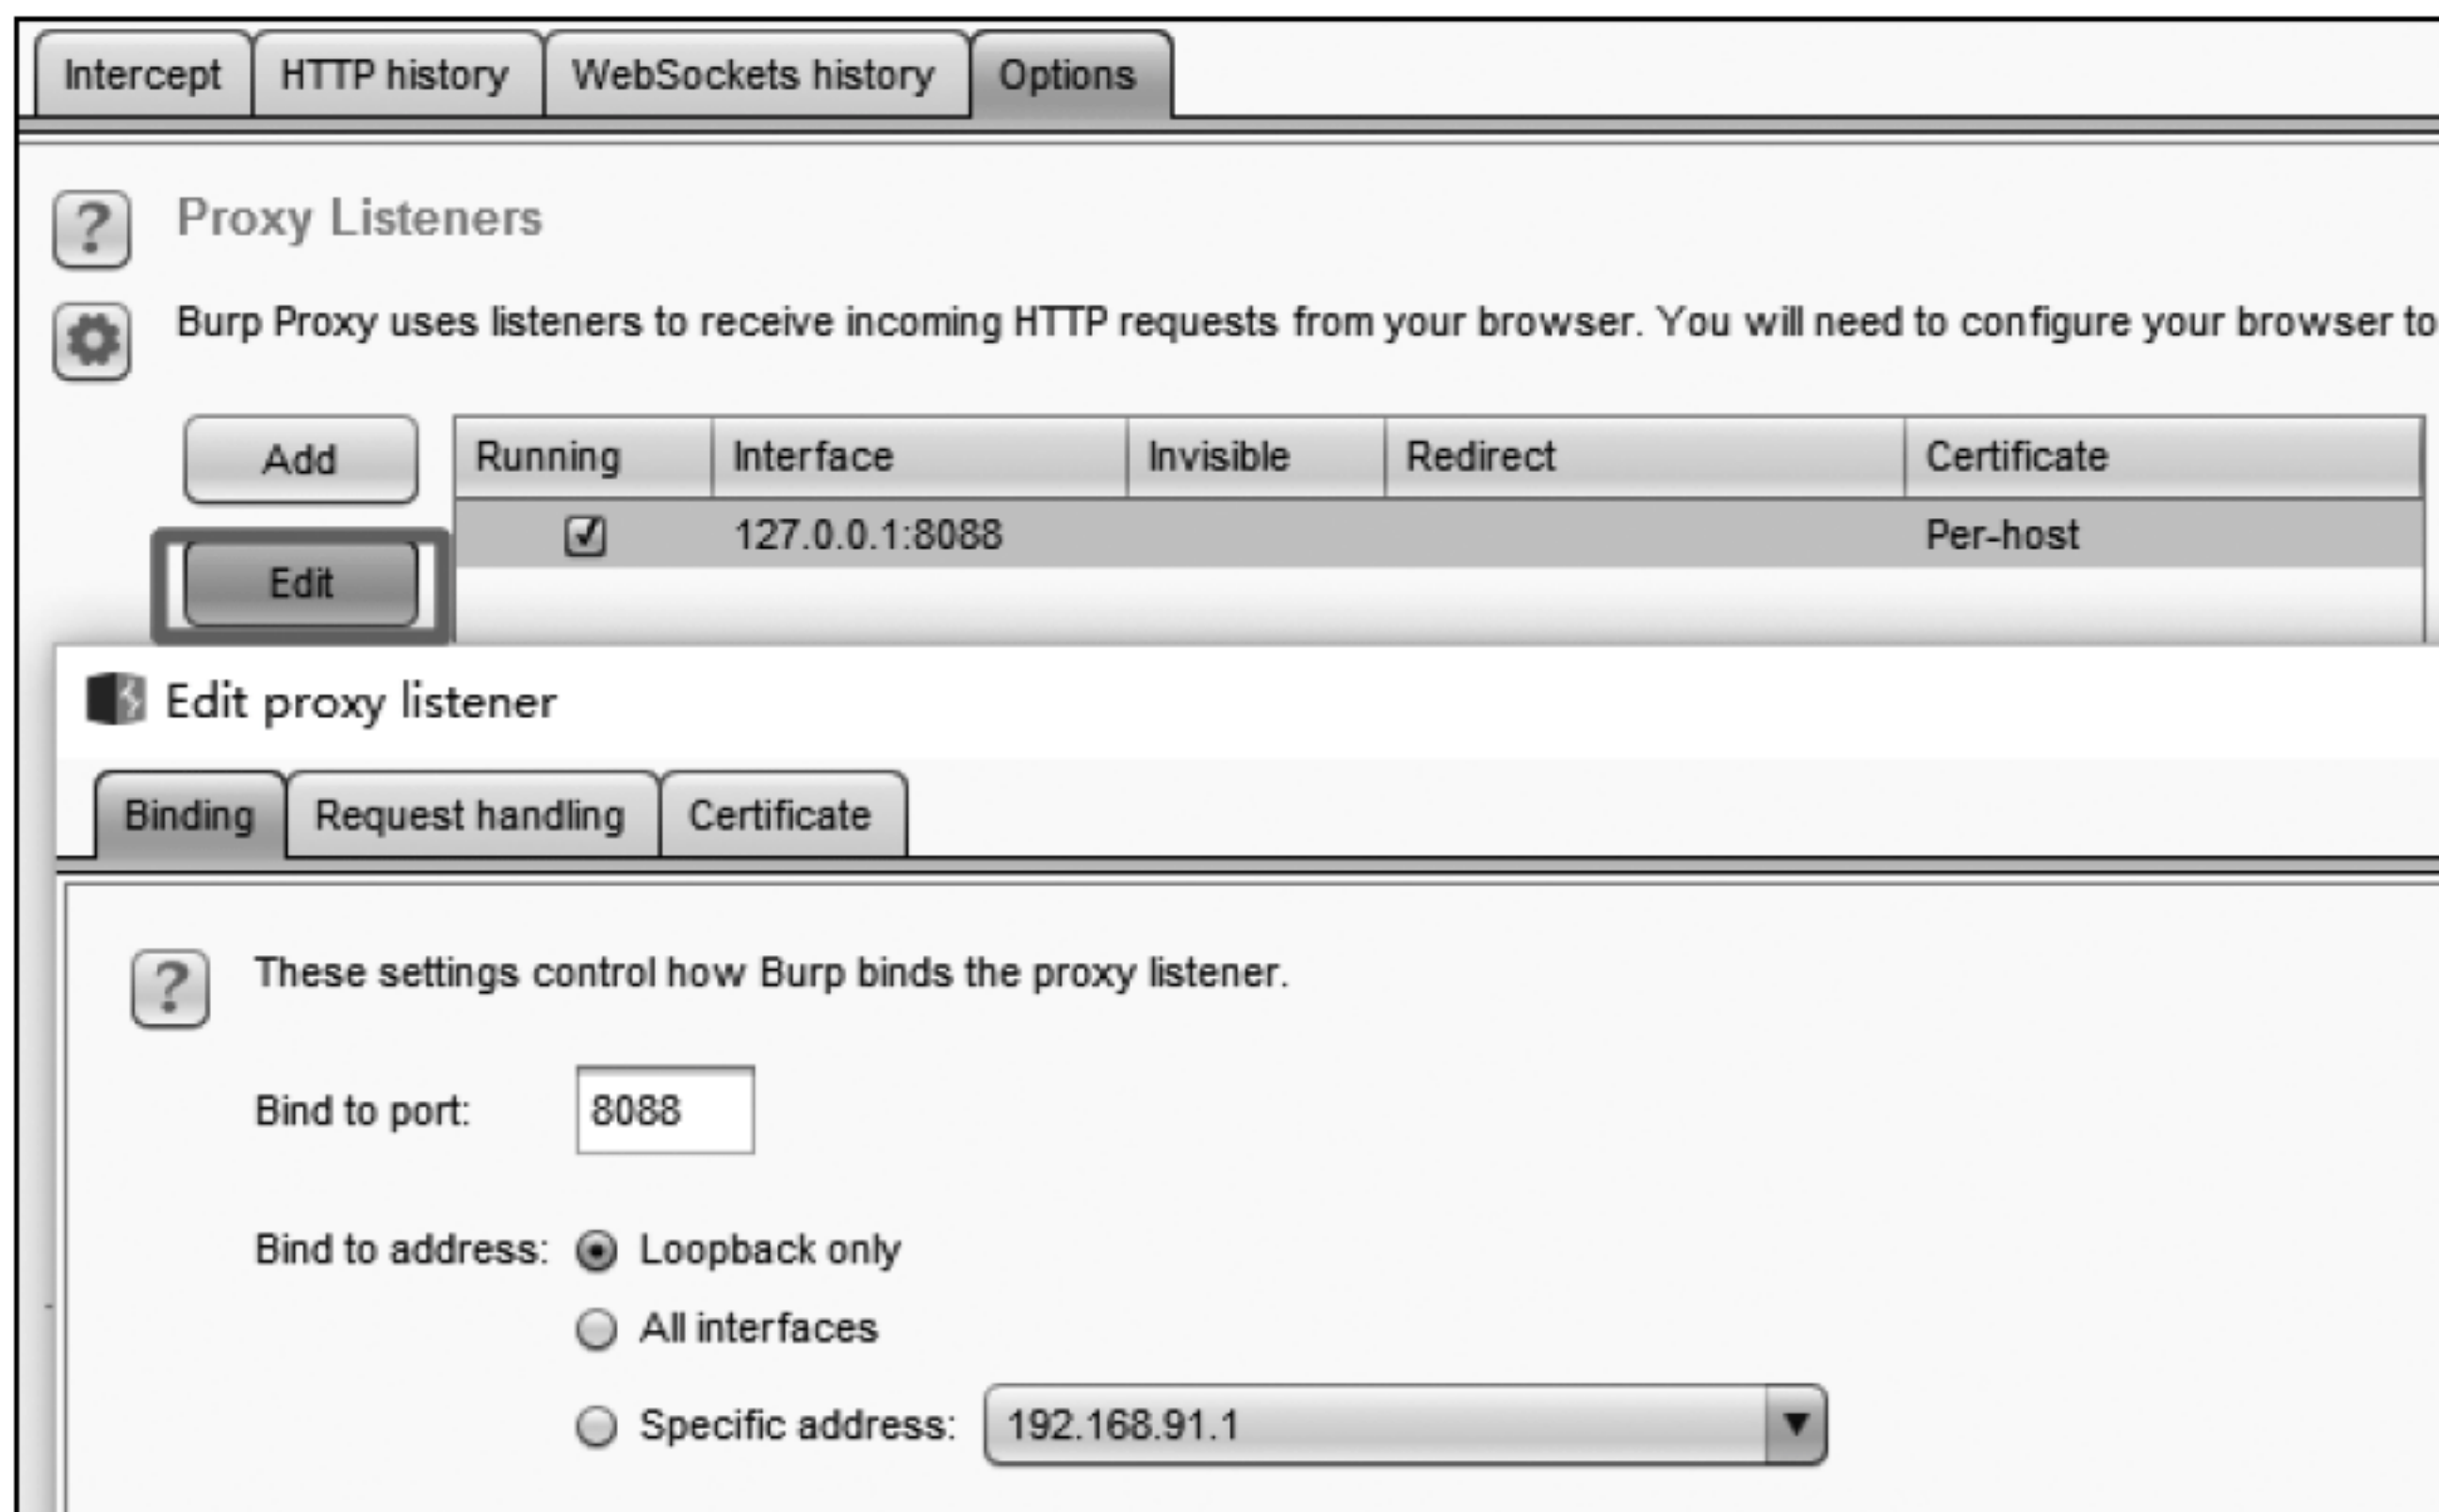 Intercept HTTP history WebSockets history Options
? Proxy Listeners
Burp Proxy uses listeners to receive incoming HTTP requests from your browser. You will need to configure your browser to
Add Running Interface Invisible Redirect Certificate
127.0.0.1:8088 Per-host
Edit
Edit proxy listener
Binding Request handling Certificate
? These settings control how Burp binds the proxy listener.
Bind to port: 8088
Bind to address: Loopback only
All interfaces
Specific address: 192.168.91.1